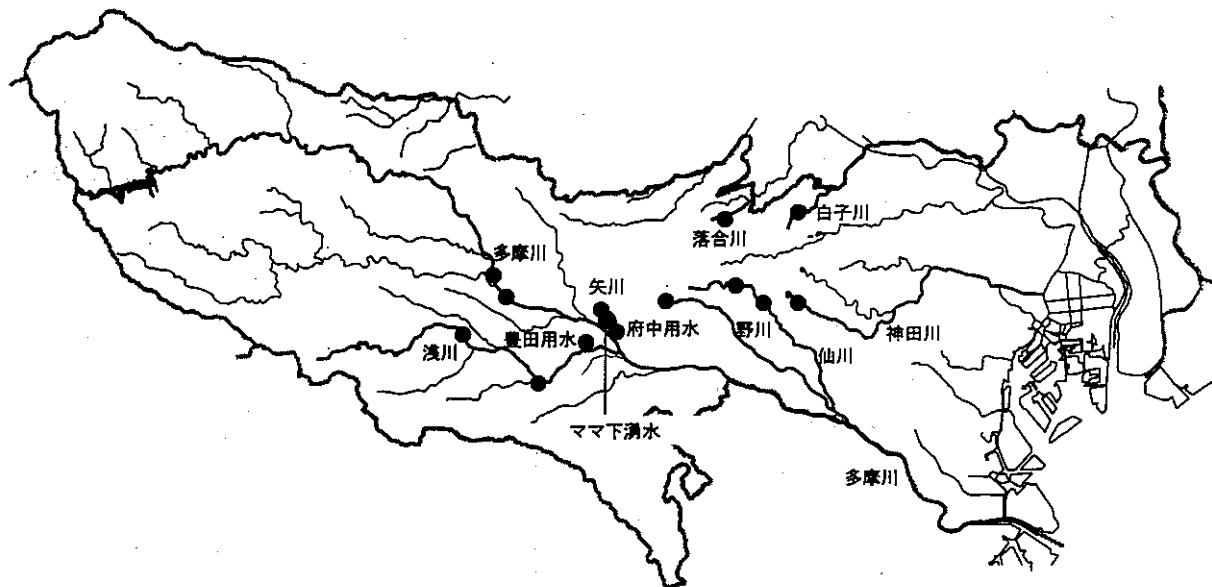 白子川
落合川
多摩川
矢川
府中用水
豊田用水
浅川
野川
仙川
神田川
ママ下湧水
多摩川